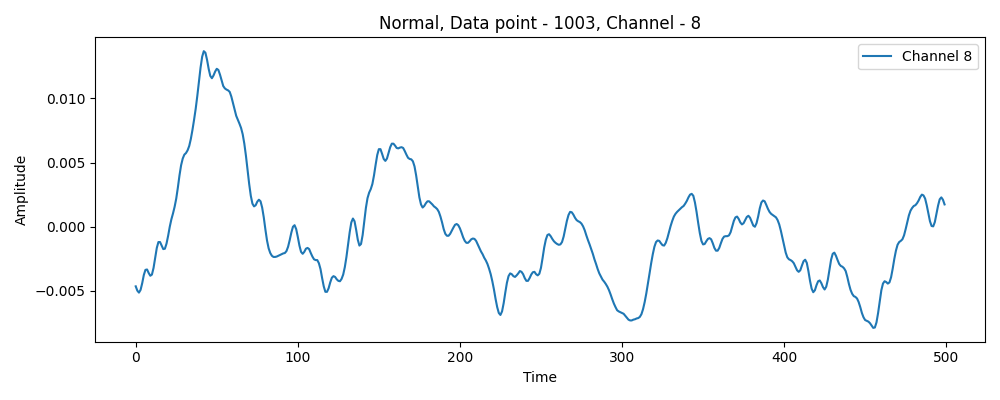 Normal, Data point - 1003, Channel - 8
Channel 8
0.010
0.005
0.000
−0.005
Amplitude
0 100 200 300 400 500
Time